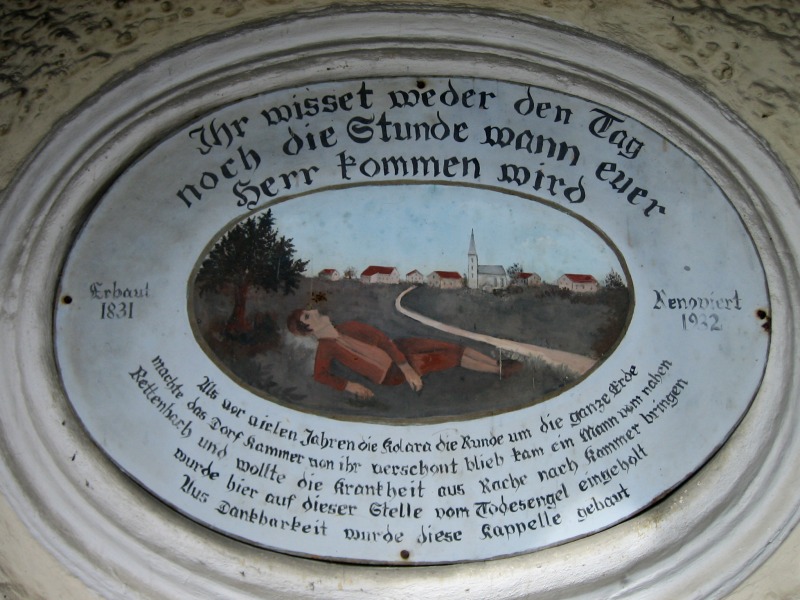 Ihr wisset weder den Tag
noch die Stunde wann euer
Herr kommen wird
Erbaut
1831
Renoviert
1932
Als vor vielen Jahren die Kolara die Runde um die ganze Erde
machte das Dorf Kammer von ihr verschont blieb kam ein Mann vom nahen
Rettenbach und wollte die Krankheit aus Rache nach Kammer bringen
wurde hier auf dieser Stelle vom Todesengel eingeholt
Aus Dankbarkeit wurde diese Kappelle gebaut